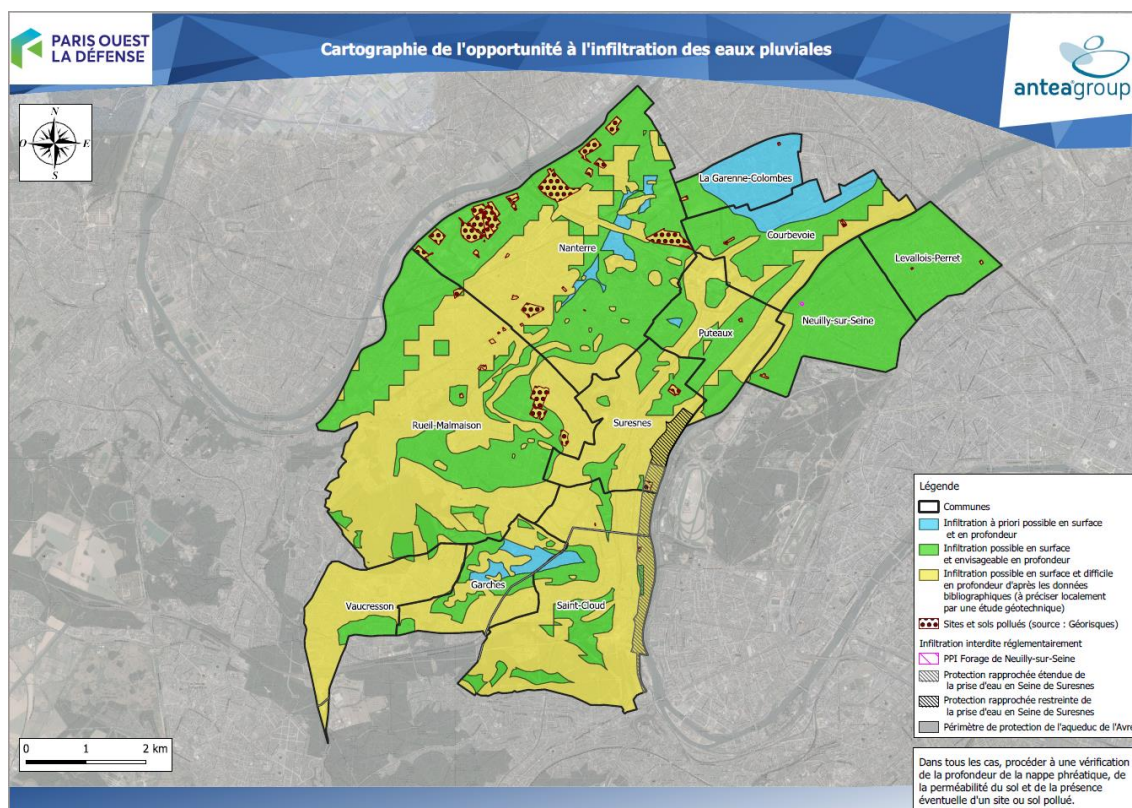 PARIS OUEST
LA DÉFENSE
Cartographie de l'opportunité à l'infiltration des eaux pluviales
anteagroup
N
O
E
S
La Garenne-Colombes
Courbevoie
Nanterre
Levallois-Perret
Neuilly-sur-Seine
Puteaux
Rueil-Malmaison
Suresnes
Garches
Vaucresson
Saint-Cloud
0 1 2 km
Légende
Communes
Infiltration à priori possible en surface
et en profondeur
Infiltration possible en surface
et envisageable en profondeur
Infiltration possible en surface et difficile
en profondeur d'après les données
bibliographiques (à préciser localement
par une étude géotechnique)
Sites et sols pollués (source : Géorisques)
Infiltration interdite réglementairement
PPI Forage de Neuilly-sur-Seine
Protection rapprochée étendue de
la prise d'eau en Seine de Suresnes
Protection rapprochée restreinte de
la prise d'eau en Seine de Suresnes
Périmètre de protection de l'aqueduc de l'Avre
Dans tous les cas, procéder à une vérification
de la profondeur de la nappe phréatique, de
la perméabilité du sol et de la présence
éventuelle d'un site ou sol pollué.